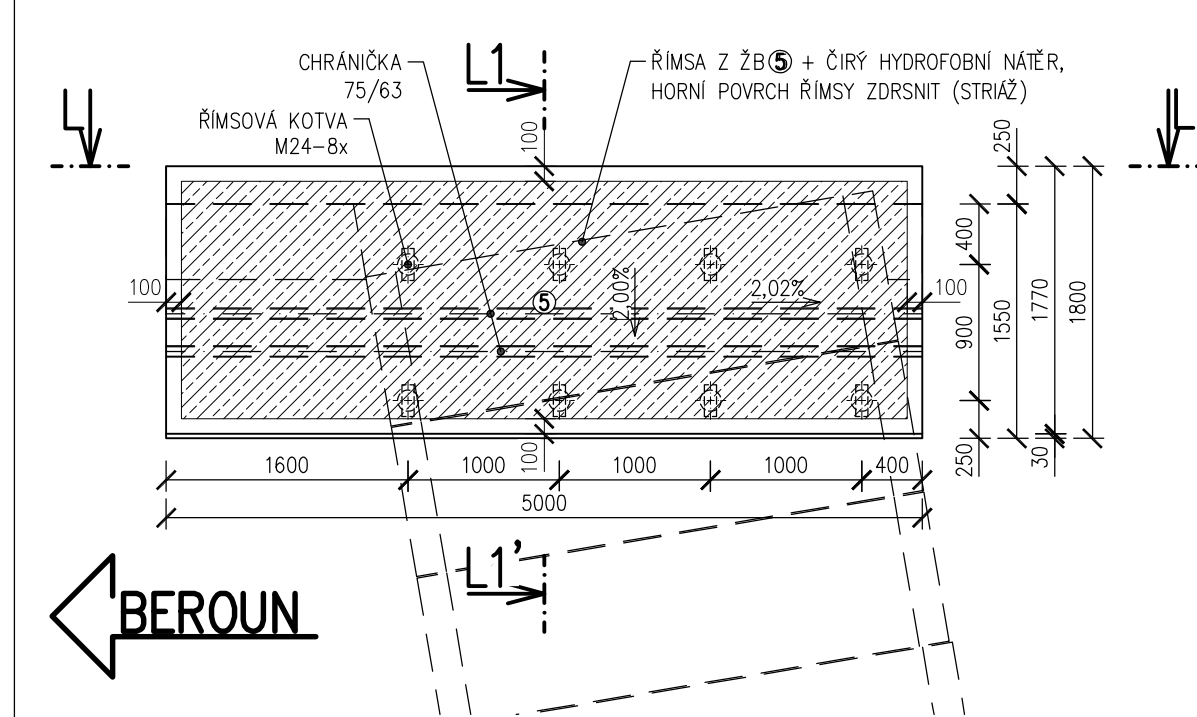 CHRÁNIČKA
75/63
ŘÍMSOVÁ KOTVA
M24-8x
L1
ŘÍMSA Z ŽB⑤ + ČIRÝ HYDROFOBNÍ NÁTĚR,
HORNÍ POVRCH ŘÍMSY ZDRSNIT (STRIÁŽ)
L
L
100
250
400
100
⑤
2,00%
2,02%
100
900
1550
1770
1800
1600
1000
100
1000
1000
400
250
30
5000
L1'
BEROUN